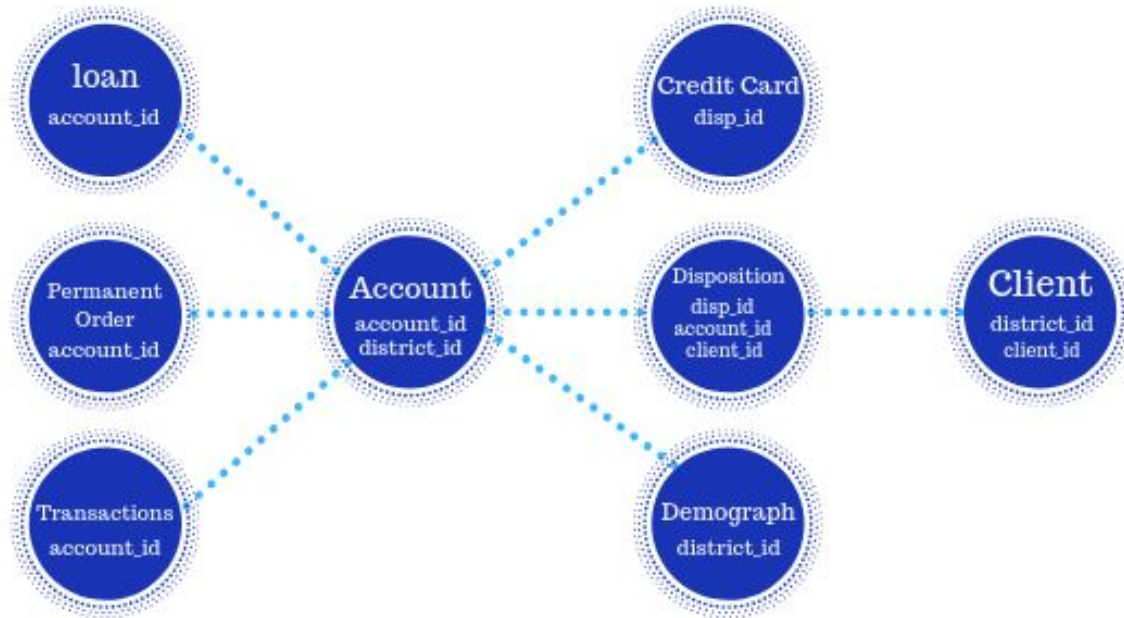 loan
account_id
Permanent
Order
account_id
Transactions
account_id
Account
account_id
district_id
Credit Card
disp_id
Disposition
disp_id
account_id
client_id
Demograph
district_id
Client
district_id
client_id